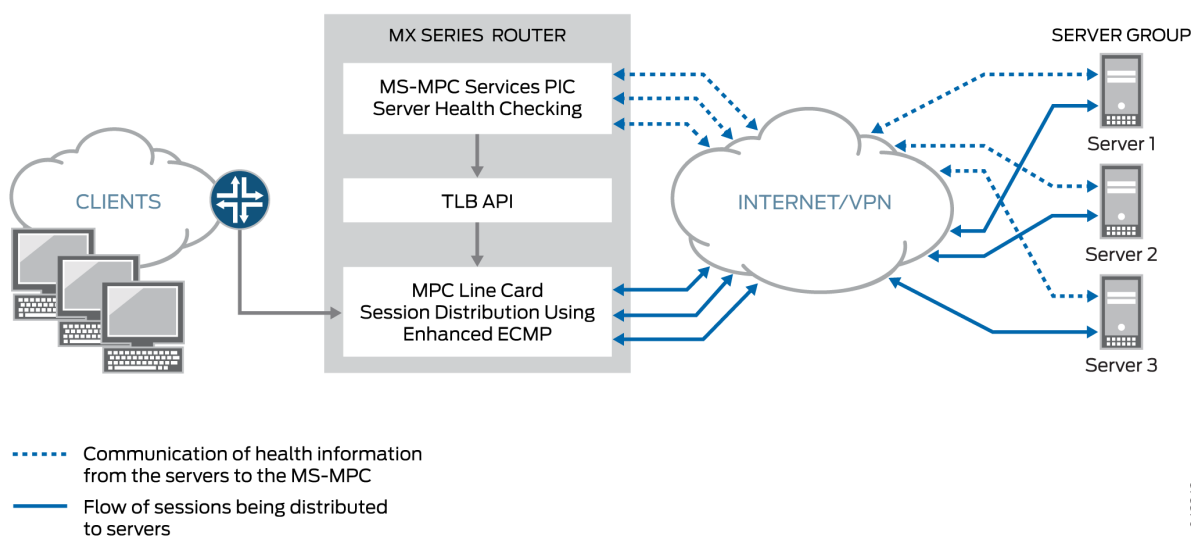 MX SERIES ROUTER
SERVER GROUP
MS-MPC Services PIC
Server Health Checking
Server 1
CLIENTS
TLB API
INTERNET/VPN
Server 2
MPC Line Card
Session Distribution Using
Enhanced ECMP
Server 3
Communication of health information
from the servers to the MS-MPC
Flow of sessions being distributed
to servers